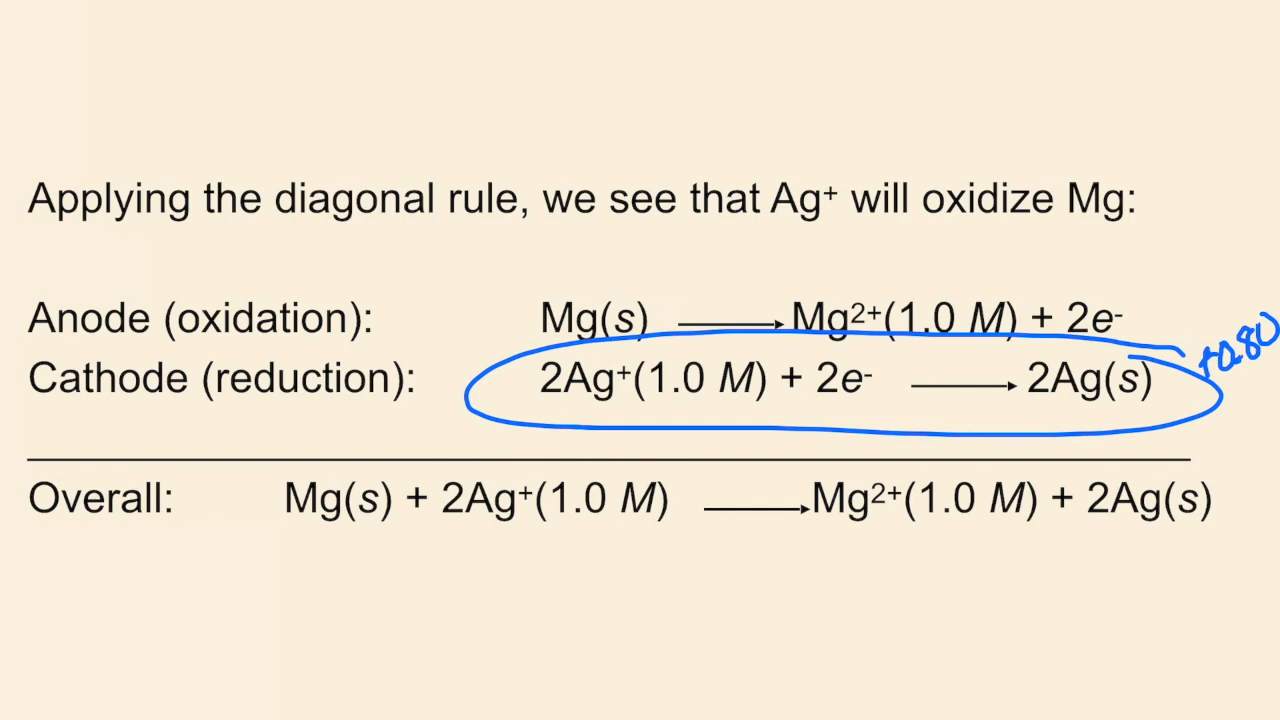 Applying the diagonal rule, we see that Ag⁺ will oxidize Mg:
Anode (oxidation): Mg(s) ⟶ Mg²⁺(1.0 M) + 2e⁻
Cathode (reduction): 2Ag⁺(1.0 M) + 2e⁻ ⟶ 2Ag(s)
+0.80
Overall: Mg(s) + 2Ag⁺(1.0 M) ⟶ Mg²⁺(1.0 M) + 2Ag(s)